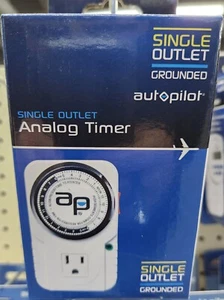 SINGLE
OUTLET
GROUNDED
autopilot
SINGLE OUTLET
Analog Timer
ap
SINGLE
OUTLET
GROUNDED